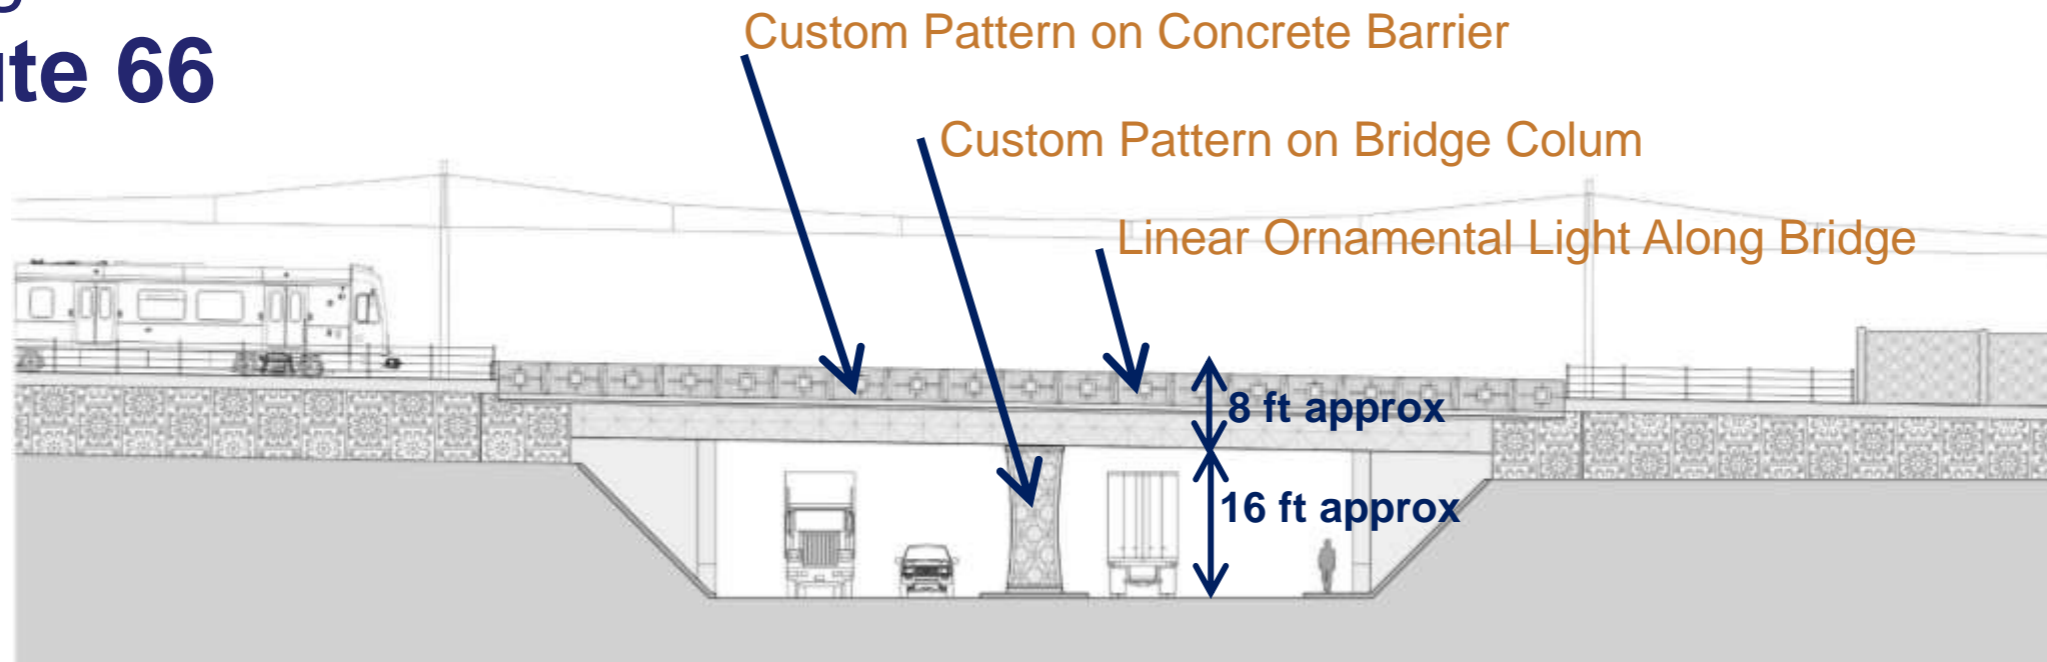 66
Custom Pattern on Concrete Barrier
Custom Pattern on Bridge Colum
Linear Ornamental Light Along Bridge
8 ft approx
16 ft approx